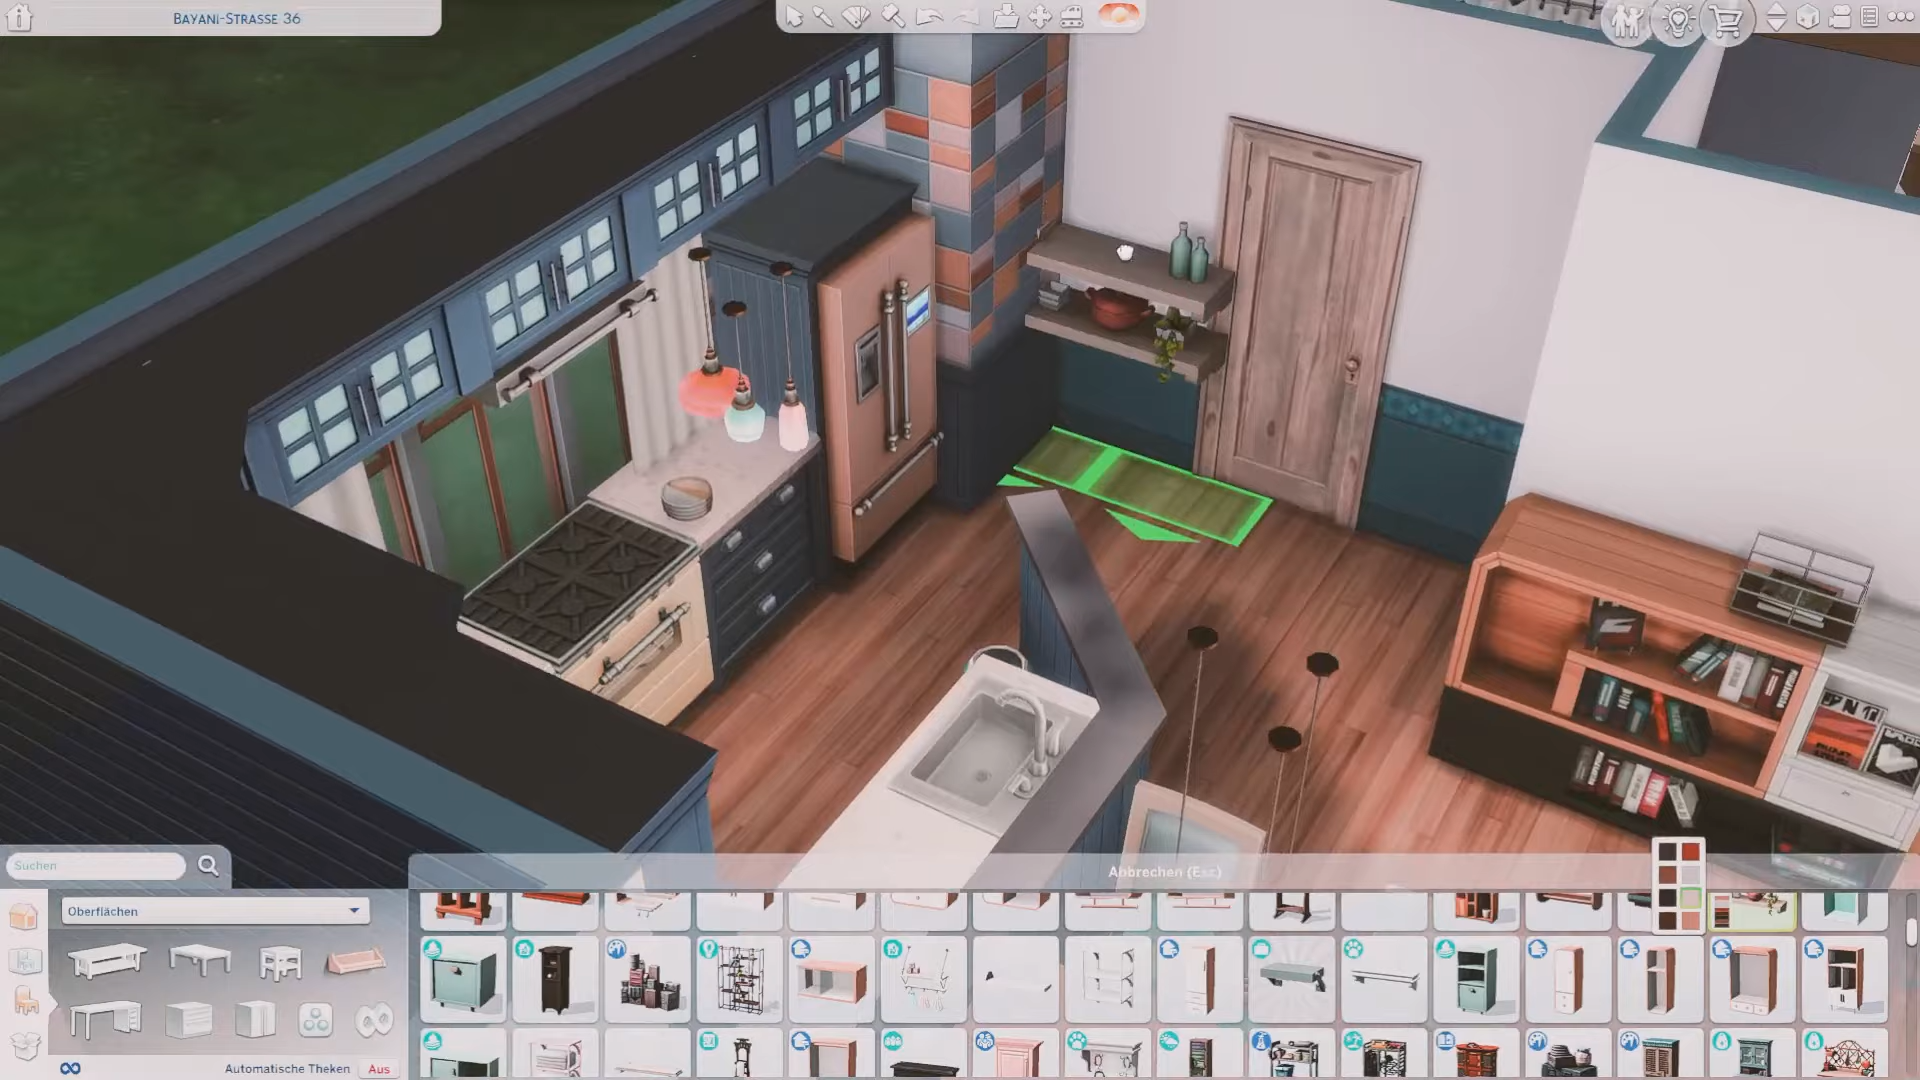 BAYANI-STRASSE 36
Abbrechen (Esc)
Suchen
Oberflächen
Automatische Theken Aus